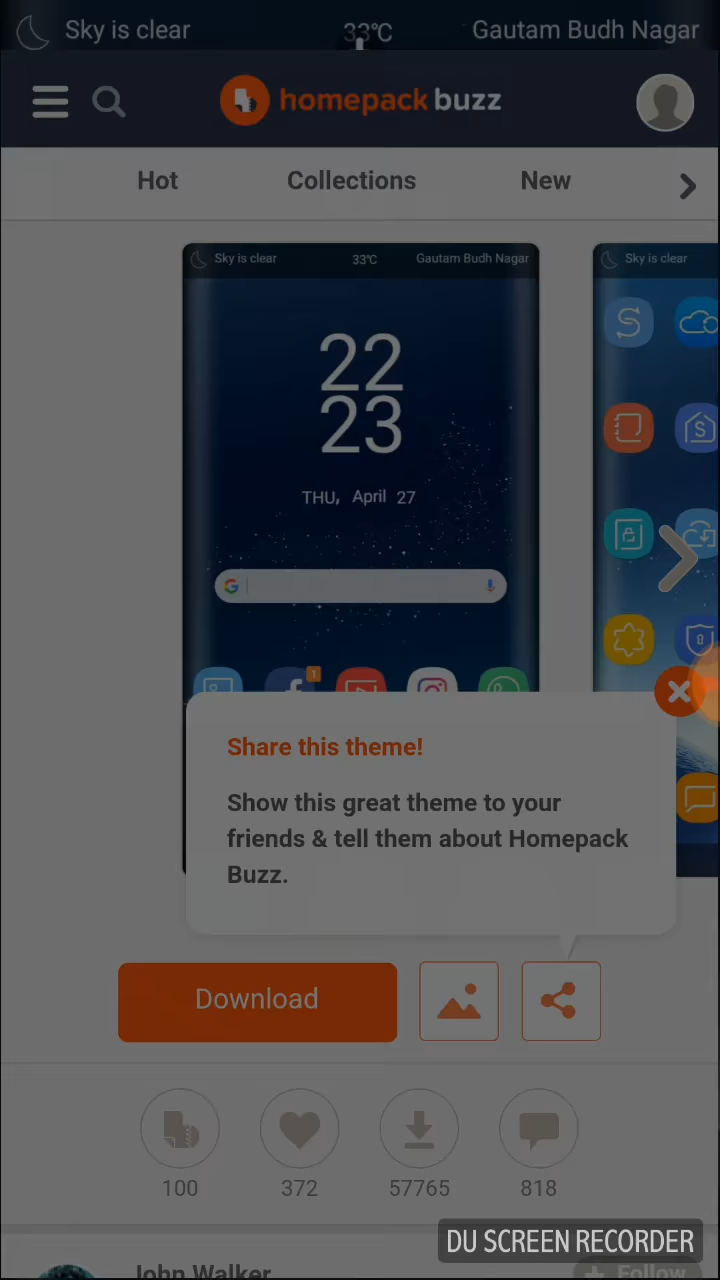 Sky is clear 33°C Gautam Budh Nagar
homepack buzz
Hot Collections New
Sky is clear 33°C Gautam Budh Nagar
Sky is clear
22
23
THU, April 27
1
Share this theme!
Show this great theme to your
friends & tell them about Homepack
Buzz.
Download
100 372 57765 818
DU SCREEN RECORDER
John Walker
+ Follow